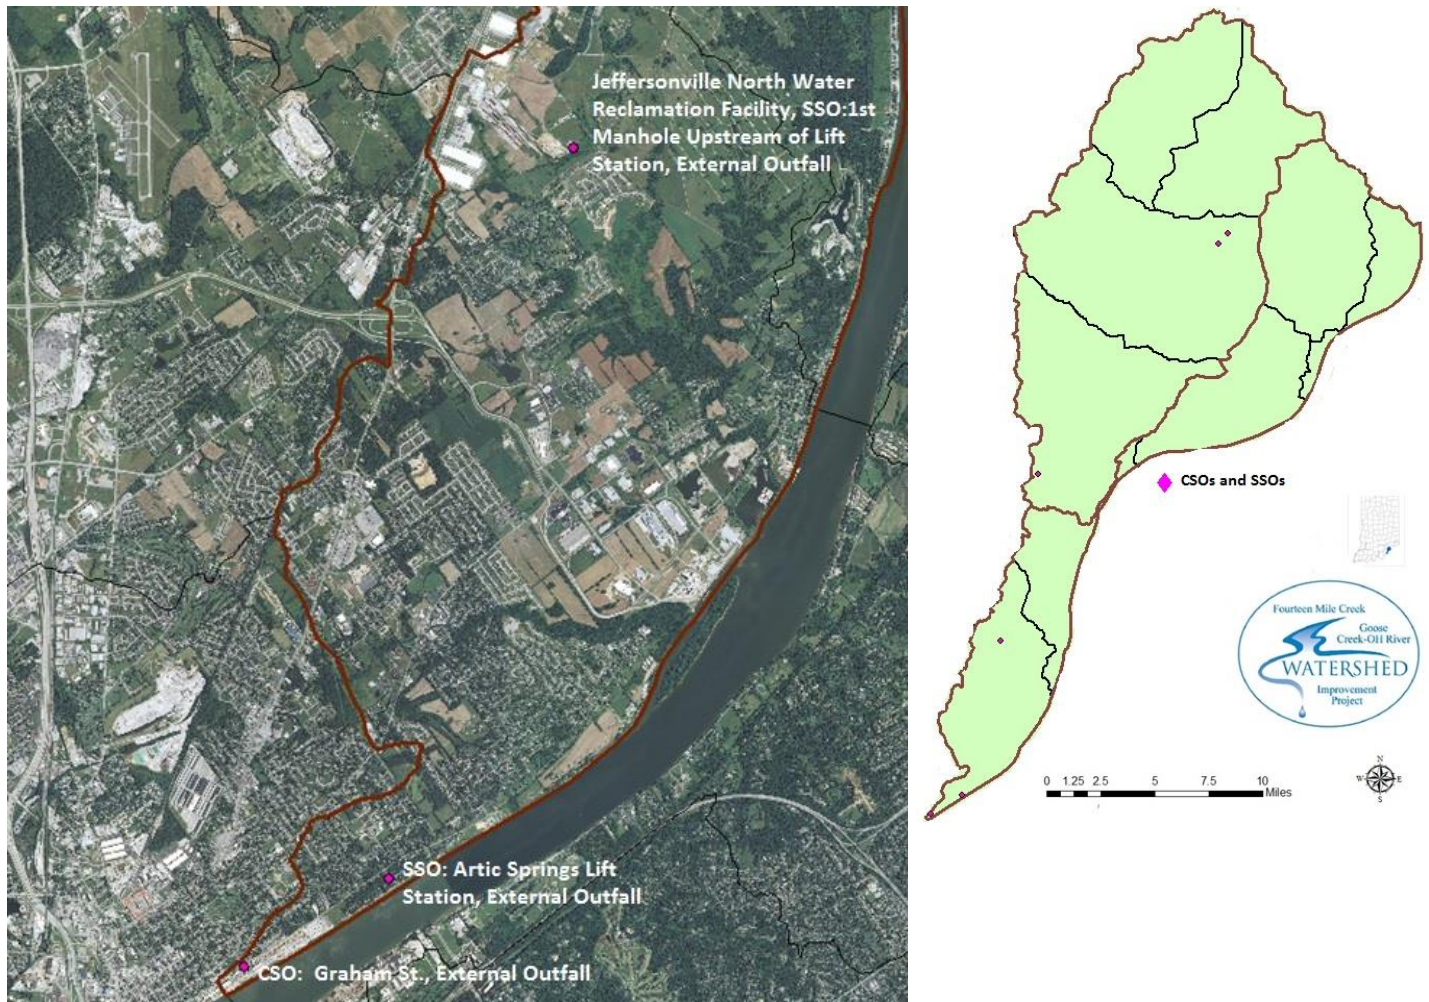 Jeffersonville North Water
Reclamation Facility, SSO:1st
Manhole Upstream of Lift
Station, External Outfall
SSO: Artic Springs Lift
Station, External Outfall
CSO:  Graham St., External Outfall
CSOs and SSOs
Fourteen Mile Creek
Goose
Creek-OH River
WATERSHED
Improvement
Project
0 1.25 2.5 5 7.5 10
Miles
N
W E
S